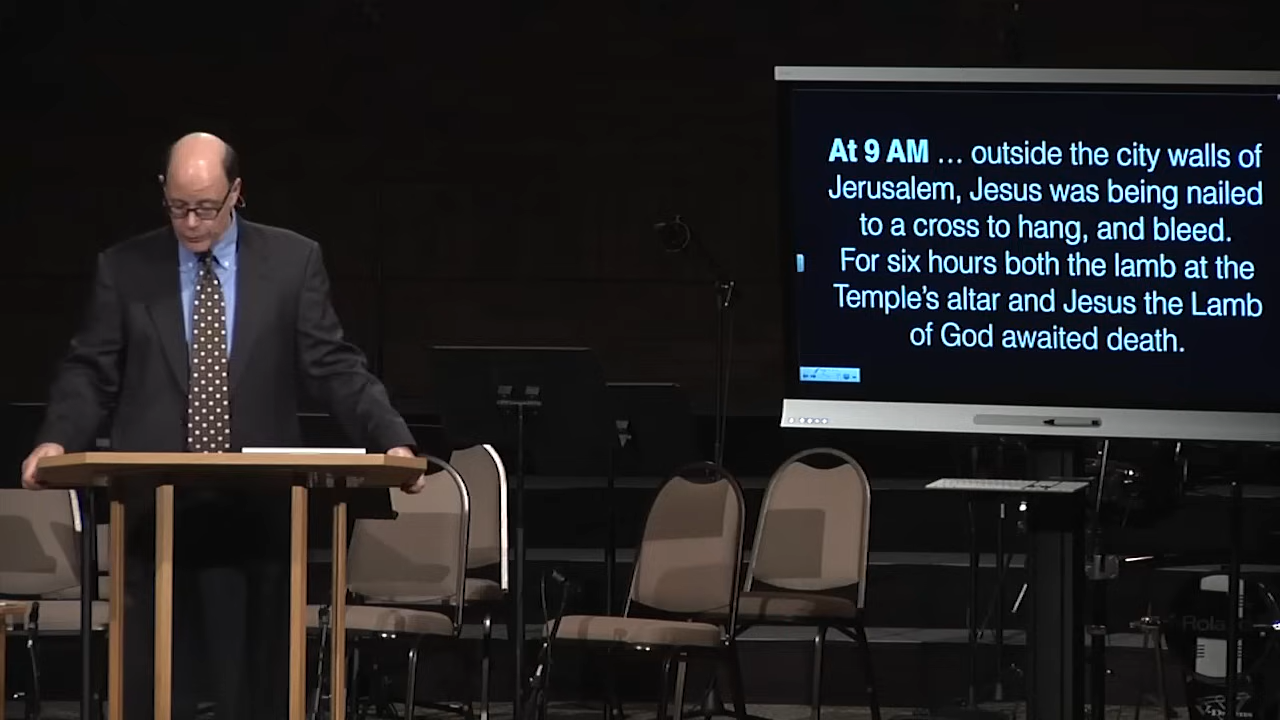 At 9 AM … outside the city walls of
Jerusalem, Jesus was being nailed
to a cross to hang, and bleed.
For six hours both the lamb at the
Temple’s altar and Jesus the Lamb
of God awaited death.
Roland